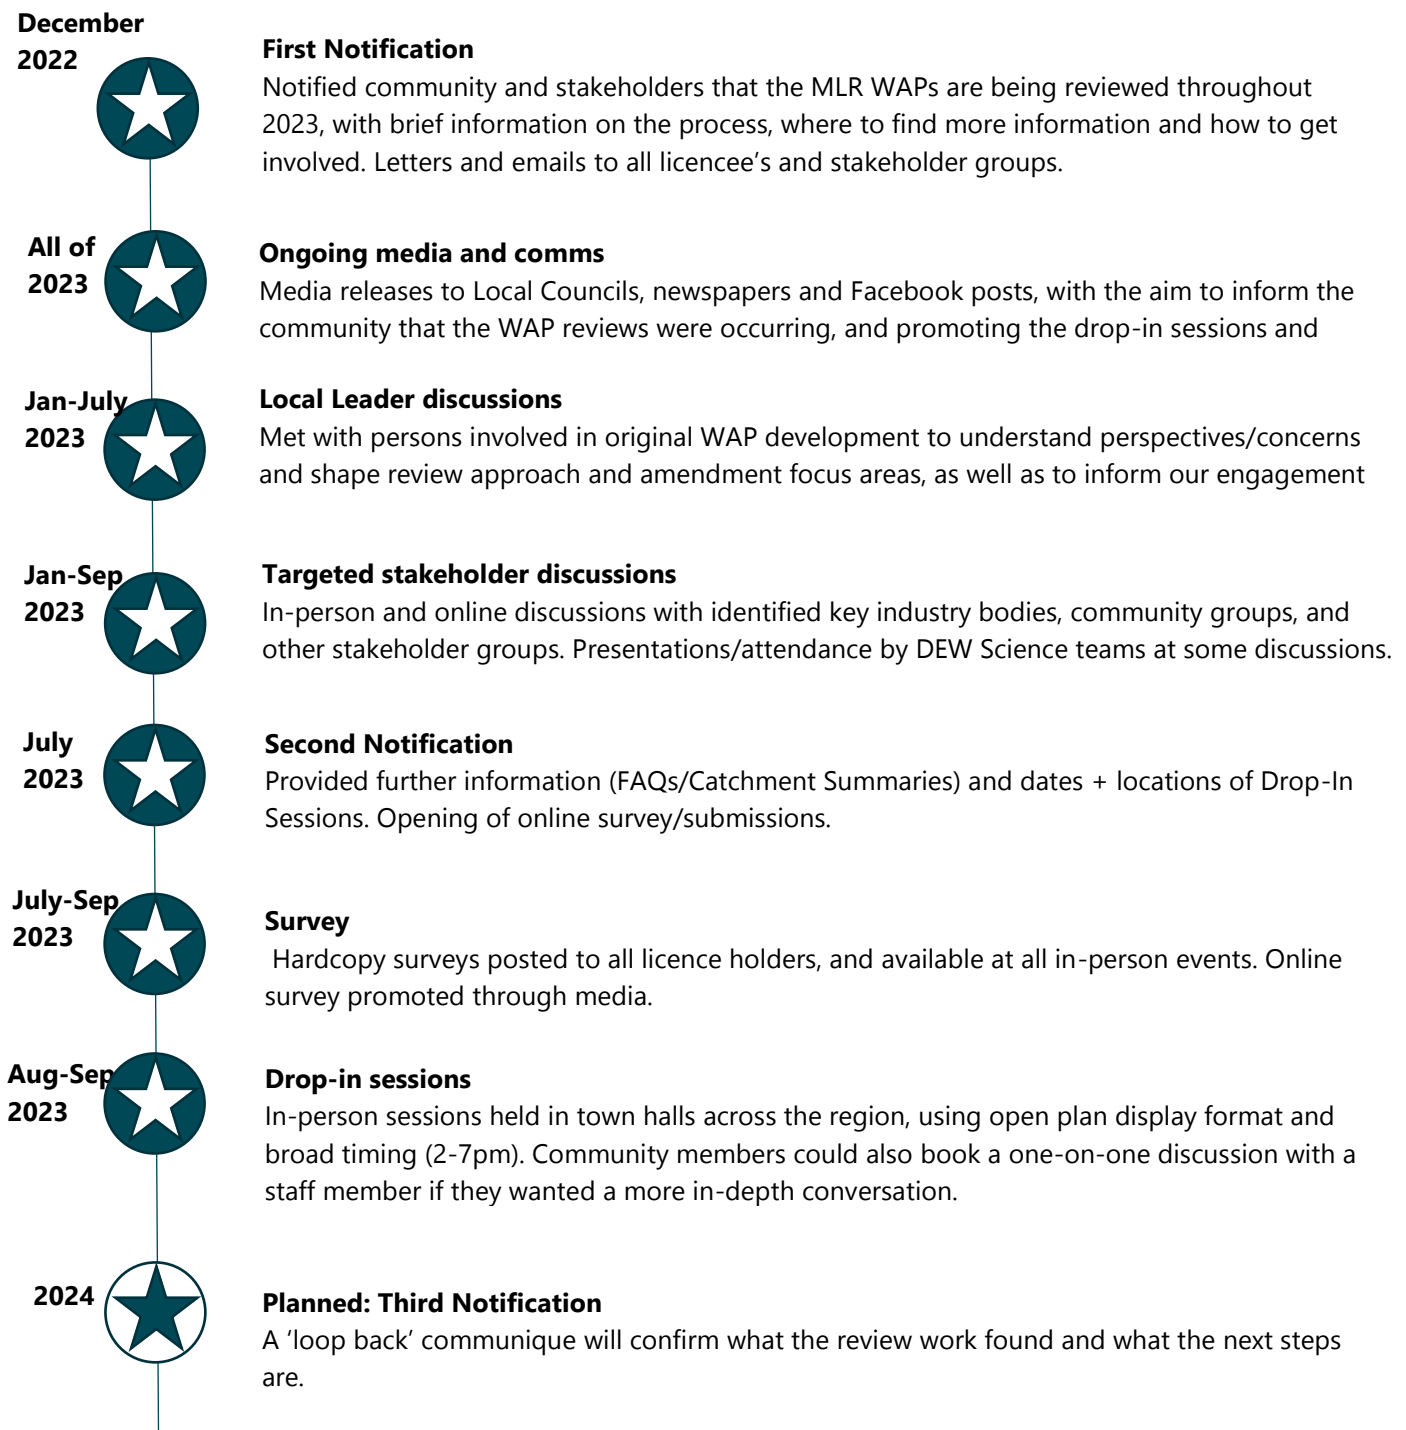 December
2022
First Notification
Notified community and stakeholders that the MLR WAPs are being reviewed throughout
2023, with brief information on the process, where to find more information and how to get
involved. Letters and emails to all licencee’s and stakeholder groups.
All of
2023
Ongoing media and comms
Media releases to Local Councils, newspapers and Facebook posts, with the aim to inform the
community that the WAP reviews were occurring, and promoting the drop-in sessions and
Jan-July
2023
Local Leader discussions
Met with persons involved in original WAP development to understand perspectives/concerns
and shape review approach and amendment focus areas, as well as to inform our engagement
Jan-Sep
2023
Targeted stakeholder discussions
In-person and online discussions with identified key industry bodies, community groups, and
other stakeholder groups. Presentations/attendance by DEW Science teams at some discussions.
July
2023
Second Notification
Provided further information (FAQs/Catchment Summaries) and dates + locations of Drop-In
Sessions. Opening of online survey/submissions.
July-Sep
2023
Survey
Hardcopy surveys posted to all licence holders, and available at all in-person events. Online
survey promoted through media.
Aug-Sep
2023
Drop-in sessions
In-person sessions held in town halls across the region, using open plan display format and
broad timing (2-7pm). Community members could also book a one-on-one discussion with a
staff member if they wanted a more in-depth conversation.
2024
Planned: Third Notification
A ‘loop back’ communique will confirm what the review work found and what the next steps
are.